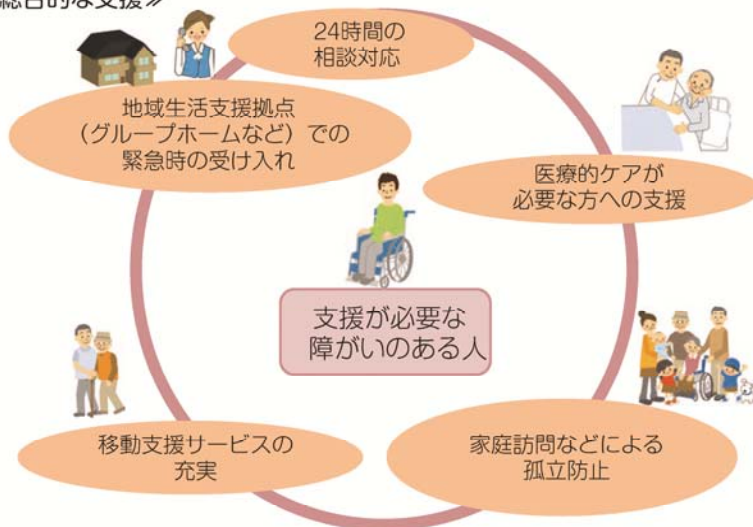 総合的な支援≫
24時間の
相談対応
地域生活支援拠点
（グループホームなど）での
緊急時の受け入れ
医療的ケアが
必要な方への支援
支援が必要な
障がいのある人
移動支援サービスの
充実
家庭訪問などによる
孤立防止